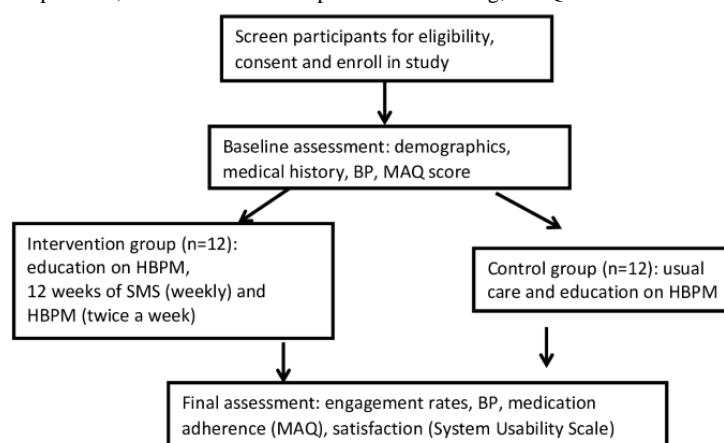 Screen participants for eligibility,
consent and enroll in study
Baseline assessment: demographics,
medical history, BP, MAQ score
Intervention group (n=12):
education on HBPM,
12 weeks of SMS (weekly) and
HBPM (twice a week)
Control group (n=12): usual
care and education on HBPM
Final assessment: engagement rates, BP, medication
adherence (MAQ), satisfaction (System Usability Scale)